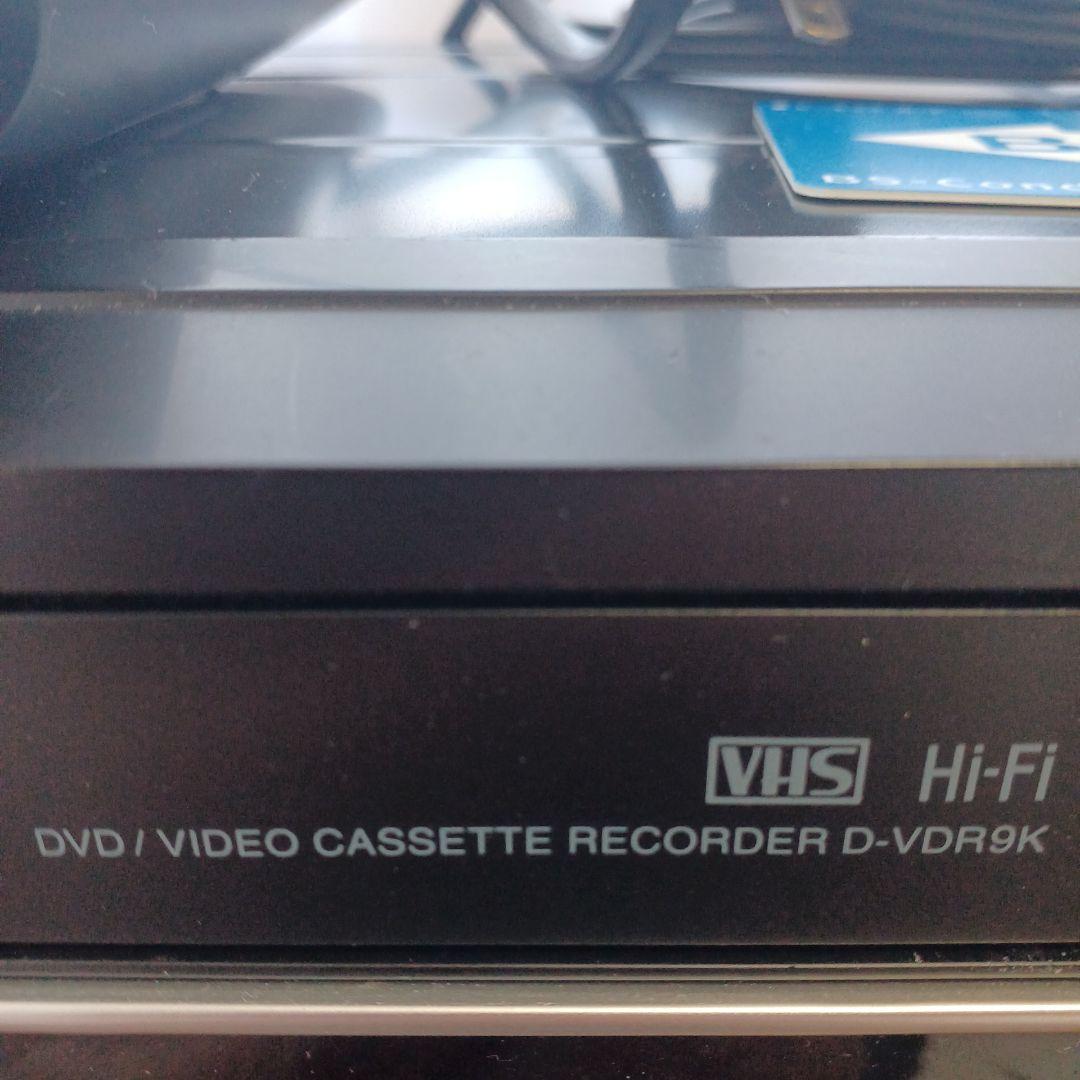 VHS Hi-Fi
DVD / VIDEO CASSETTE RECORDER D-VDR9K